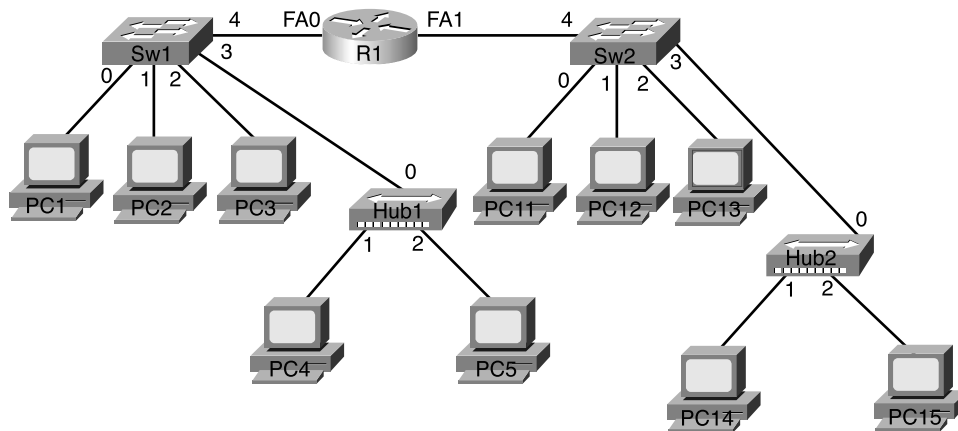 4 FA0 R1 FA1 4
Sw1 3
0 1 2
Sw2 3
0 1 2
PC1 PC2 PC3
0
Hub1
1 2
PC11 PC12 PC13
0
Hub2
1 2
PC4 PC5
PC14 PC15